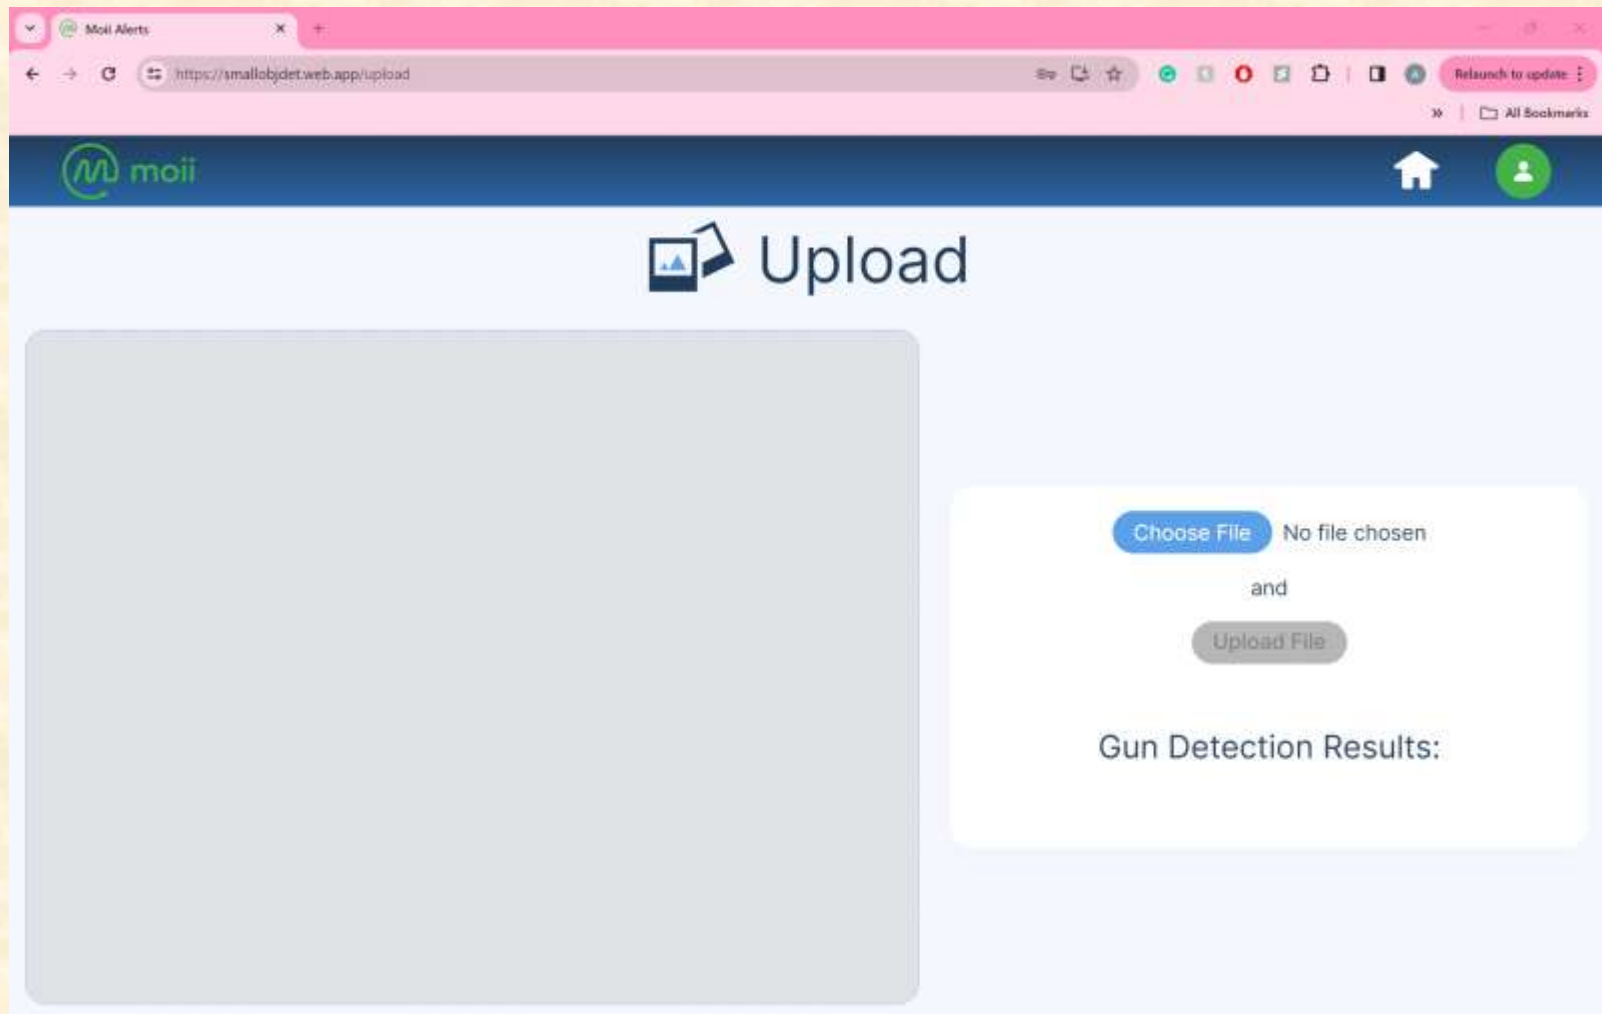 Moii Alerts
https://smallobjdet.web.app/upload
Relaunch to update
All Bookmarks
moii
Upload
Choose File No file chosen
and
Upload File
Gun Detection Results: